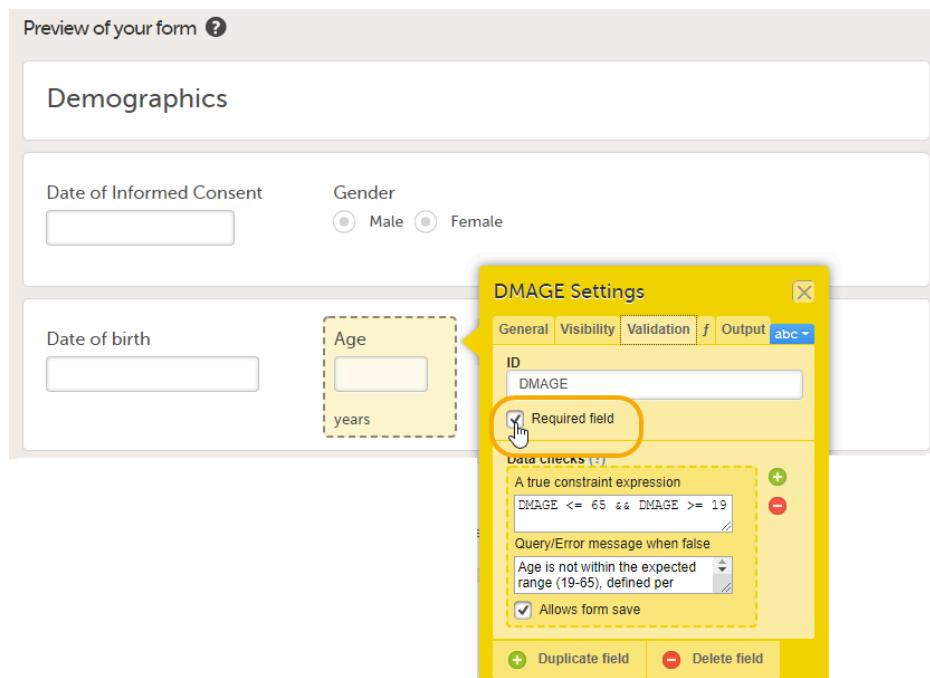 Preview of your form ?
Demographics
Date of Informed Consent
Gender
Male
Female
Date of birth
Age
years
DMAGE Settings
General Visibility Validation ƒ Output abc
ID
DMAGE
Required field
Data checks (?)
A true constraint expression
DMAGE <= 65 && DMAGE >= 19
Query/Error message when false
Age is not within the expected
range (19-65), defined per
Allows form save
Duplicate field
Delete field